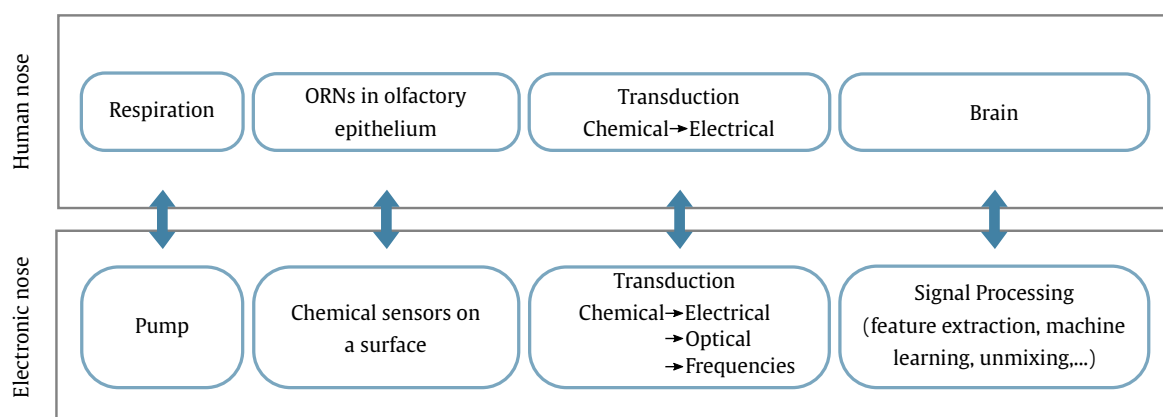 Human nose
Respiration
ORNs in olfactory
epithelium
Transduction
Chemical→Electrical
Brain
Electronic nose
Pump
Chemical sensors on
a surface
Transduction
Chemical→Electrical
→Optical
→Frequencies
Signal Processing
(feature extraction, machine
learning, unmixing,...)